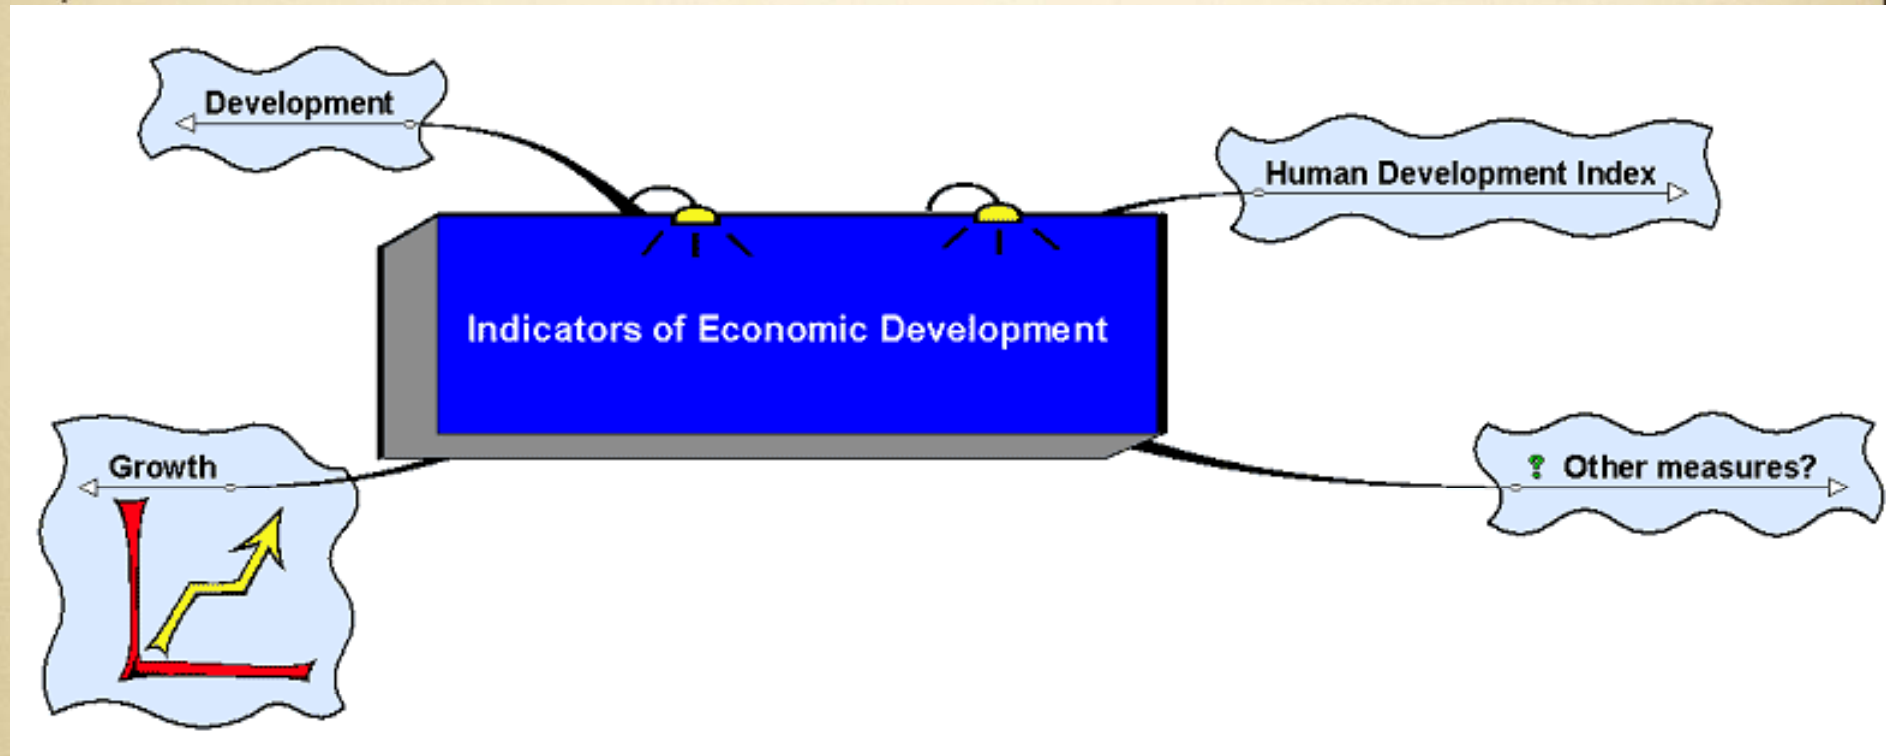 Development
Human Development Index
Indicators of Economic Development
Growth
? Other measures?